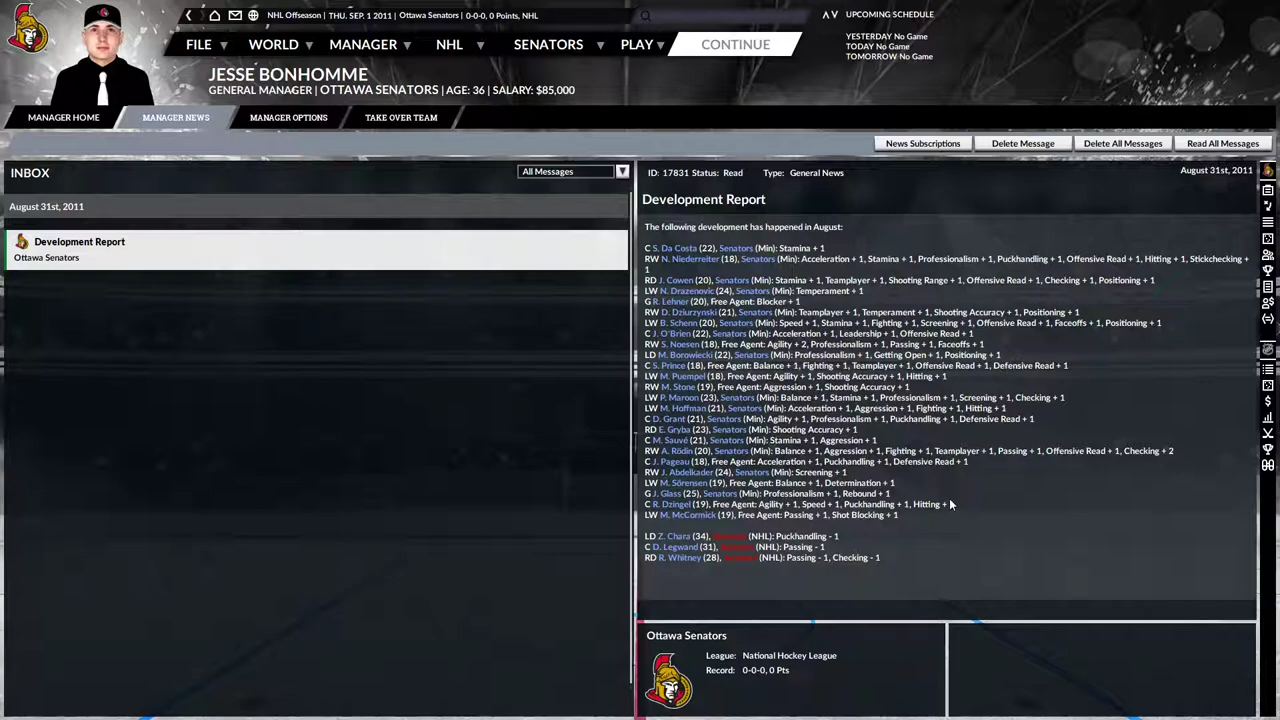 NHL Offseason | THU. SEP. 1 2011 | Ottawa Senators | 0-0-0, 0 Points, NHL
UPCOMING SCHEDULE
YESTERDAY No Game
TODAY No Game
TOMORROW No Game
FILE WORLD MANAGER NHL SENATORS PLAY CONTINUE
JESSE BONHOMME
GENERAL MANAGER | OTTAWA SENATORS | AGE: 36 | SALARY: $85,000
MANAGER HOME MANAGER NEWS MANAGER OPTIONS TAKE OVER TEAM
News Subscriptions Delete Message Delete All Messages Read All Messages
INBOX All Messages
August 31st, 2011
Development Report
Ottawa Senators
ID: 17831 Status: Read Type: General News August 31st, 2011
Development Report
The following development has happened in August:
C S. Da Costa (22), Senators (Min): Stamina + 1
RW N. Niederreiter (18), Senators (Min): Acceleration + 1, Stamina + 1, Professionalism + 1, Puckhandling + 1, Offensive Read + 1, Hitting + 1, Stickchecking +
1
RD J. Cowen (20), Senators (Min): Stamina + 1, Teamplayer + 1, Shooting Range + 1, Offensive Read + 1, Checking + 1, Positioning + 1
LW N. Drazenovic (24), Senators (Min): Temperament + 1
G R. Lehner (20), Free Agent: Blocker + 1
RW D. Dziurzynski (21), Senators (Min): Teamplayer + 1, Temperament + 1, Shooting Accuracy + 1, Positioning + 1
LW B. Schenn (20), Senators (Min): Speed + 1, Stamina + 1, Fighting + 1, Screening + 1, Offensive Read + 1, Faceoffs + 1, Positioning + 1
C J. O'Brien (22), Senators (Min): Acceleration + 1, Leadership + 1, Offensive Read + 1
RW S. Noesen (18), Free Agent: Agility + 2, Professionalism + 1, Passing + 1, Faceoffs + 1
LD M. Borowiecki (22), Senators (Min): Professionalism + 1, Getting Open + 1, Positioning + 1
C S. Prince (18), Free Agent: Balance + 1, Fighting + 1, Teamplayer + 1, Offensive Read + 1, Defensive Read + 1
LW M. Puempel (18), Free Agent: Agility + 1, Shooting Accuracy + 1, Hitting + 1
RW M. Stone (19), Free Agent: Aggression + 1, Shooting Accuracy + 1
LW P. Maroon (23), Senators (Min): Balance + 1, Stamina + 1, Professionalism + 1, Screening + 1, Checking + 1
LW M. Hoffman (21), Senators (Min): Acceleration + 1, Aggression + 1, Fighting + 1, Hitting + 1
C D. Grant (21), Senators (Min): Agility + 1, Professionalism + 1, Puckhandling + 1, Defensive Read + 1
RD E. Gryba (23), Senators (Min): Shooting Accuracy + 1
C M. Sauvé (21), Senators (Min): Stamina + 1, Aggression + 1
RW A. Rödin (20), Senators (Min): Balance + 1, Aggression + 1, Fighting + 1, Teamplayer + 1, Passing + 1, Offensive Read + 1, Checking + 2
C J. Pageau (18), Free Agent: Acceleration + 1, Puckhandling + 1, Defensive Read + 1
RW J. Abdelkader (24), Senators (Min): Screening + 1
LW M. Sörensen (19), Free Agent: Balance + 1, Determination + 1
G J. Glass (25), Senators (Min): Professionalism + 1, Rebound + 1
C R. Dzingel (19), Free Agent: Agility + 1, Speed + 1, Puckhandling + 1, Hitting +
LW M. McCormick (19), Free Agent: Passing + 1, Shot Blocking + 1
LD Z. Chara (34), Senators (NHL): Puckhandling - 1
C D. Legwand (31), Senators (NHL): Passing - 1
RD R. Whitney (28), Senators (NHL): Passing - 1, Checking - 1
Ottawa Senators
League: National Hockey League
Record: 0-0-0, 0 Pts